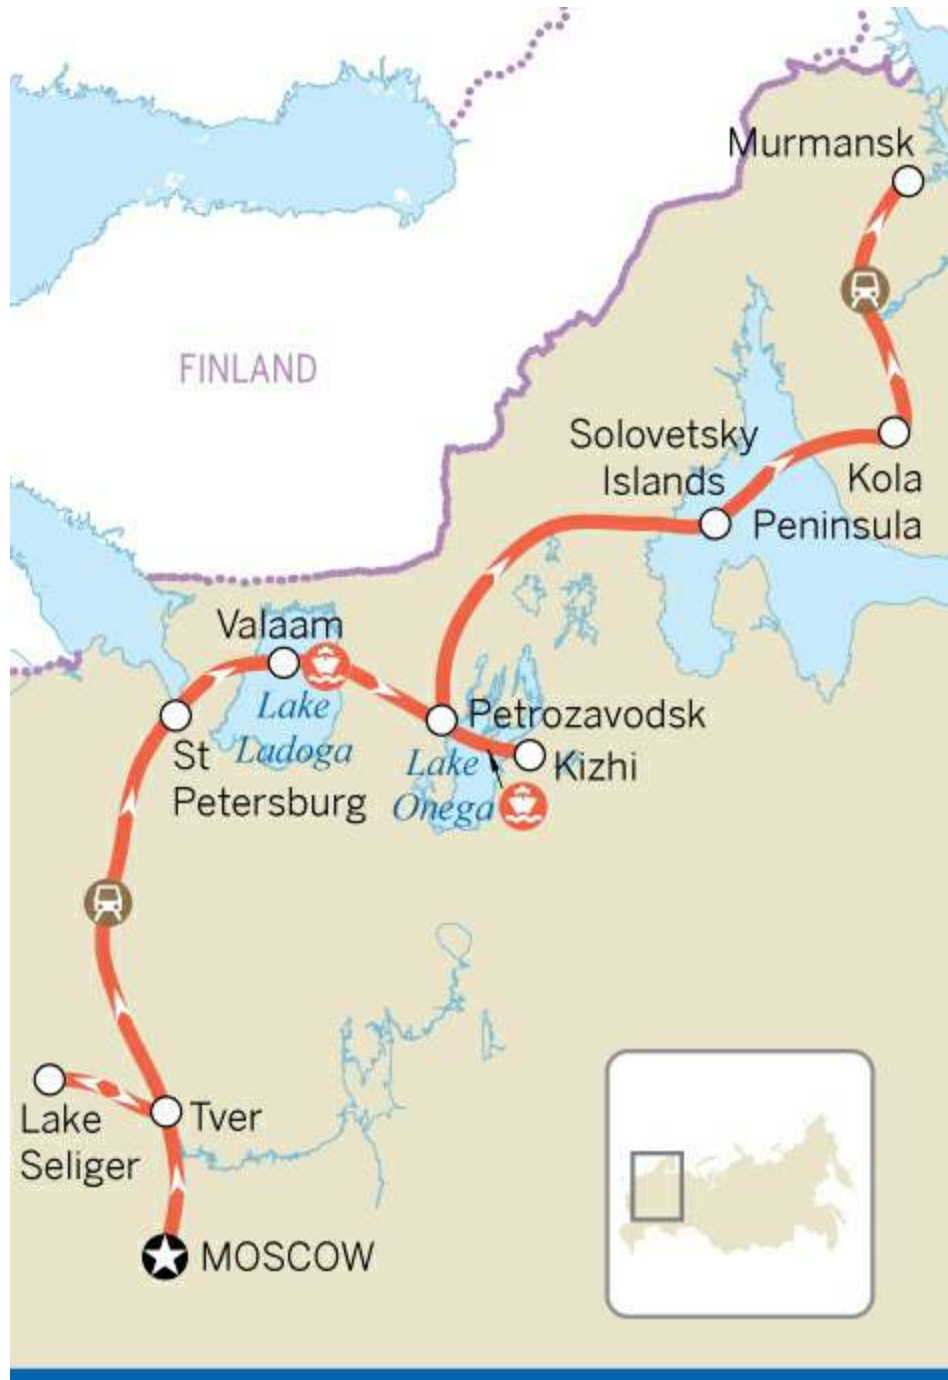 Murmansk
FINLAND
Solovetsky
Islands
Kola
Peninsula
Valaam
Lake
Ladoga
St
Petersburg
Petrozavodsk
Kizhi
Lake
Onega
Lake
Seliger
Tver
MOSCOW